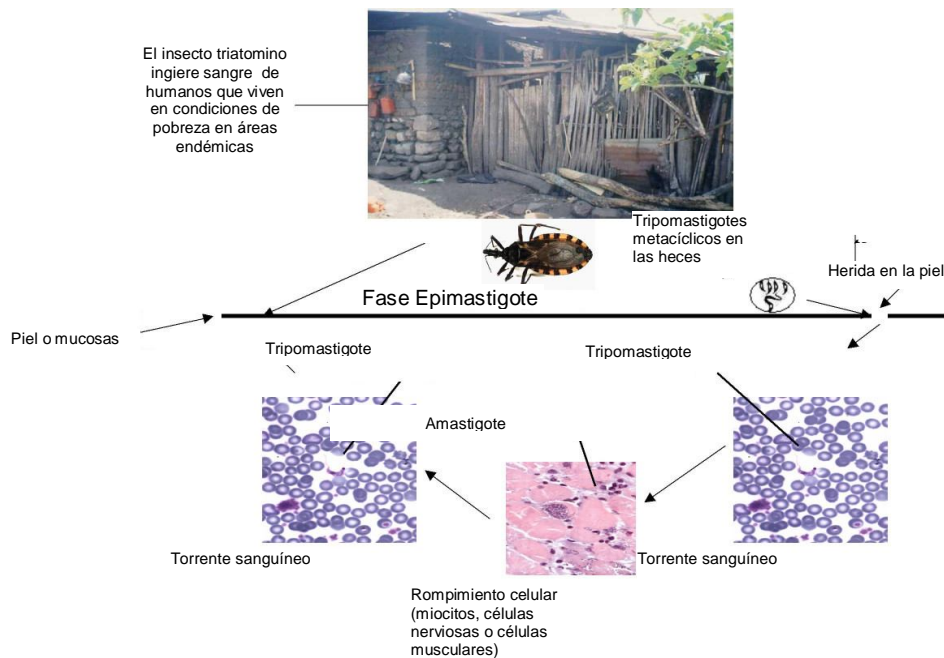 El insecto triatomino
ingiere sangre de
humanos que viven
en condiciones de
pobreza en áreas
endémicas
Tripomastigotes
metacíclicos en
las heces
Herida en la piel
Fase Epimastigote
Piel o mucosas
Tripomastigote
Tripomastigote
Amastigote
Torrente sanguíneo
Torrente sanguíneo
Rompimiento celular
(miocitos, células
nerviosas o células
musculares)